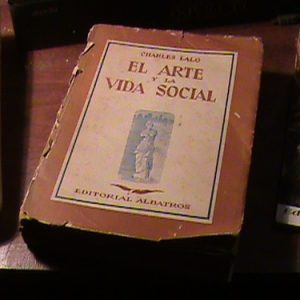 CHARLES LALO
EL ARTE
Y LA
VIDA SOCIAL
EDITORIAL ALBATROS